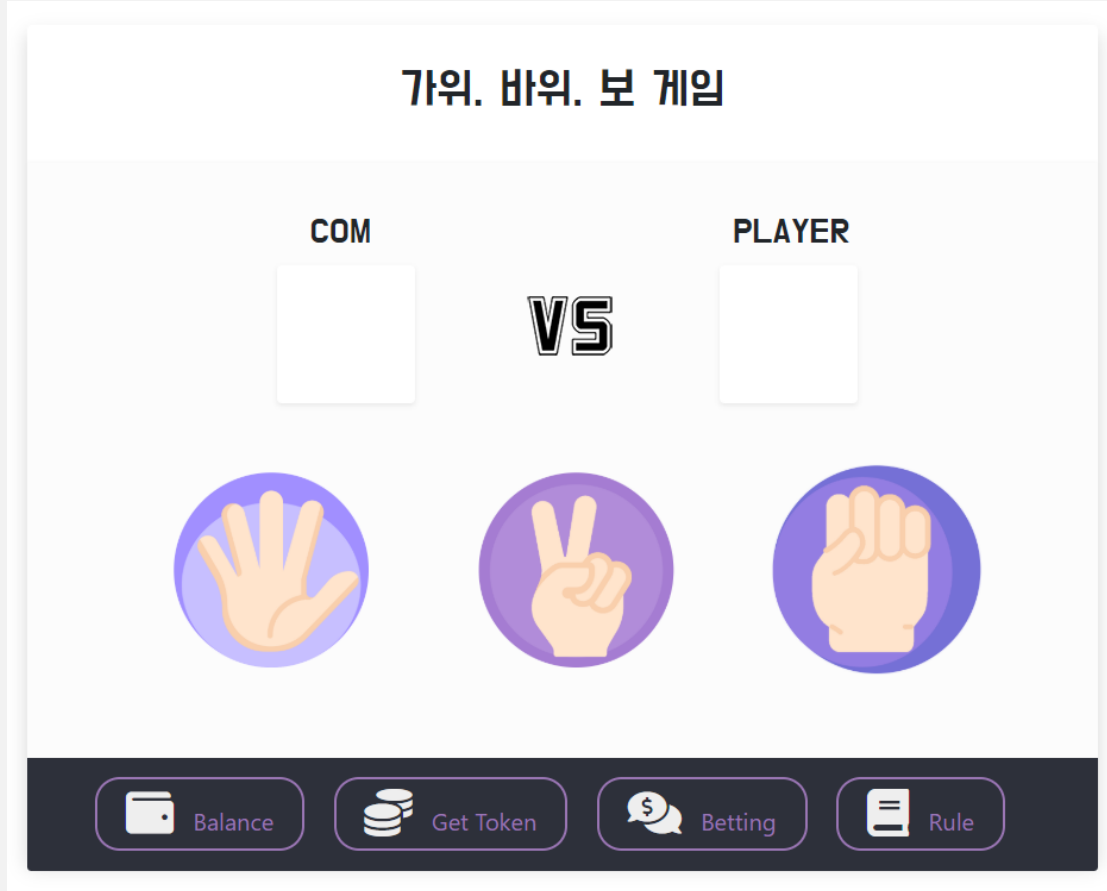 가위. 바위. 보 게임
COM
PLAYER
VS
$
Balance
Get Token
Betting
Rule